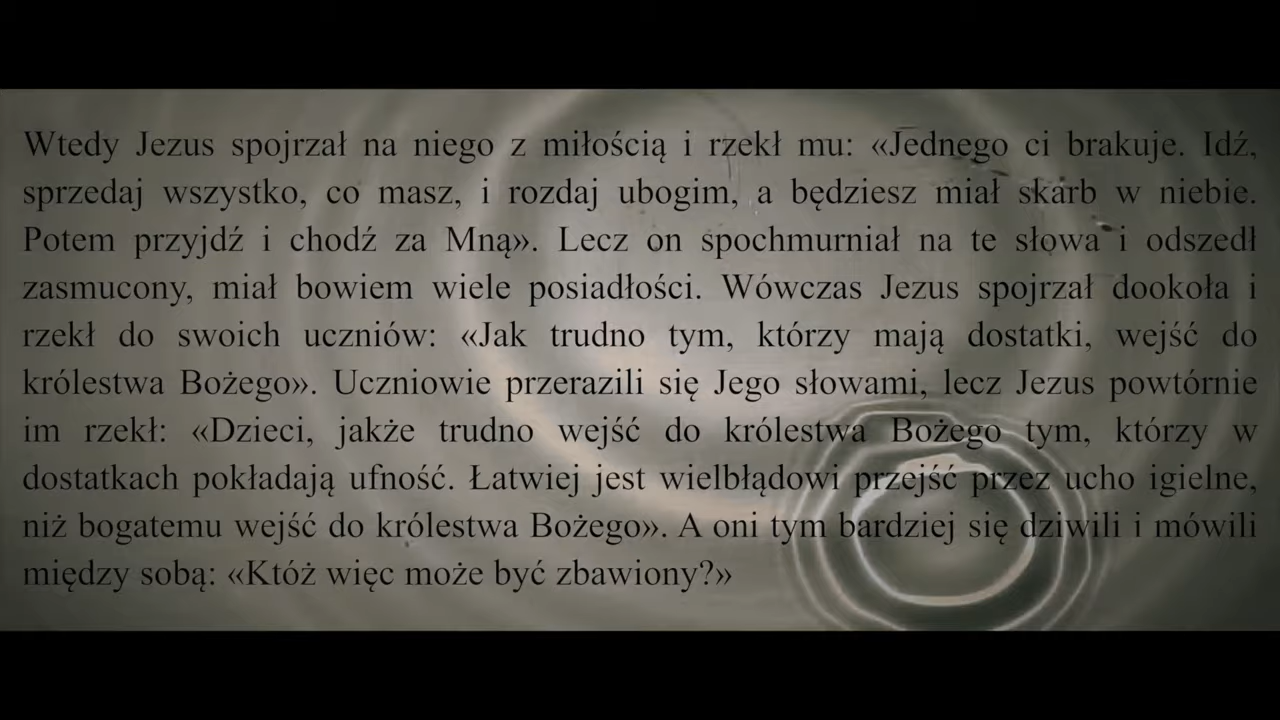 Wtedy Jezus spojrzał na niego z miłością i rzekł mu: «Jednego ci brakuje. Idź,
sprzedaj wszystko, co masz, i rozdaj ubogim, a będziesz miał skarb w niebie.
Potem przyjdź i chodź za Mną». Lecz on spochmurniał na te słowa i odszedł
zasmucony, miał bowiem wiele posiadłości. Wówczas Jezus spojrzał dookoła i
rzekł do swoich uczniów: «Jak trudno tym, którzy mają dostatki, wejść do
królestwa Bożego». Uczniowie przerazili się Jego słowami, lecz Jezus powtórnie
im rzekł: «Dzieci, jakże trudno wejść do królestwa Bożego tym, którzy w
dostatkach pokładają ufność. Łatwiej jest wielbłądowi przejść przez ucho igielne,
niż bogatemu wejść do królestwa Bożego». A oni tym bardziej się dziwili i mówili
między sobą: «Któż więc może być zbawiony?»